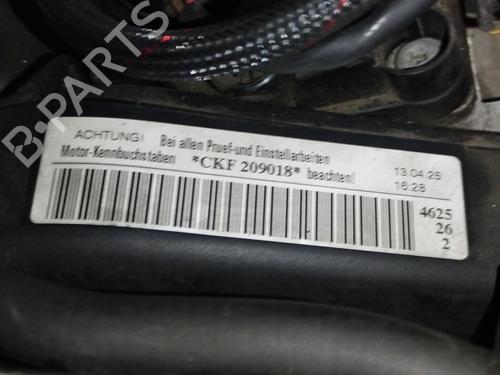 B-PARTS
ACHTUNG! Bei allen Pruef-und Einstellarbeiten
Motor-Kennbuchstaben *CKF 209018* beachten!
13.04.25
16:28
4625
26
2